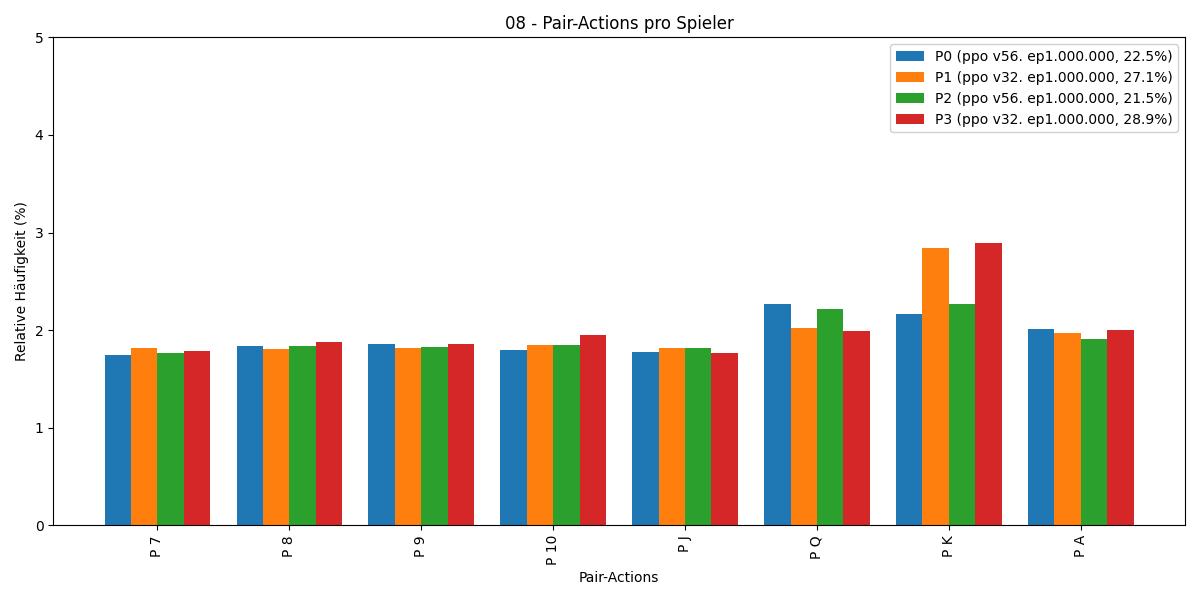 08 - Pair-Actions pro Spieler
5
4
3
2
1
0
Relative Häufigkeit (%)
P0 (ppo v56. ep1.000.000, 22.5%)
P1 (ppo v32. ep1.000.000, 27.1%)
P2 (ppo v56. ep1.000.000, 21.5%)
P3 (ppo v32. ep1.000.000, 28.9%)
P 7
P 8
P 9
P 10
P J
P Q
P K
P A
Pair-Actions